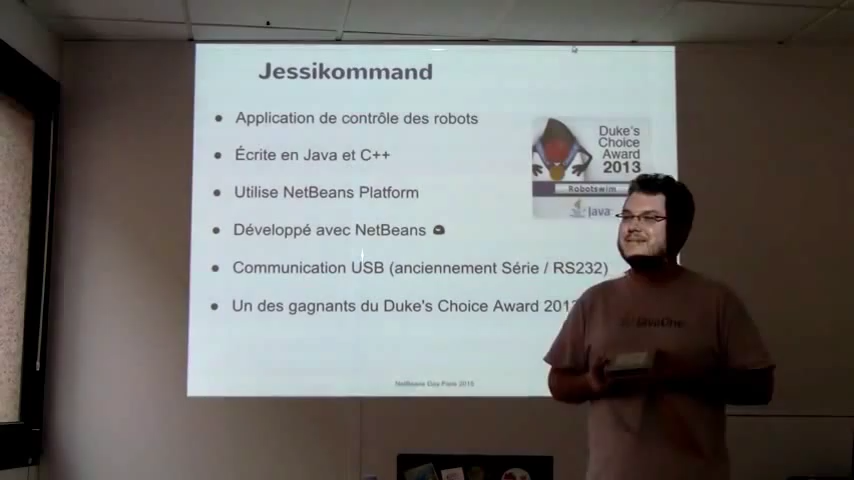 Jessikommand
Application de contrôle des robots
Écrite en Java et C++
Utilise NetBeans Platform
Développé avec NetBeans
Communication USB (anciennement Série / RS232)
Un des gagnants du Duke's Choice Award 201
Duke's
Choice
Award
2013
Robotswim
Java
NetBeans Day Paris 2015
JavaOne